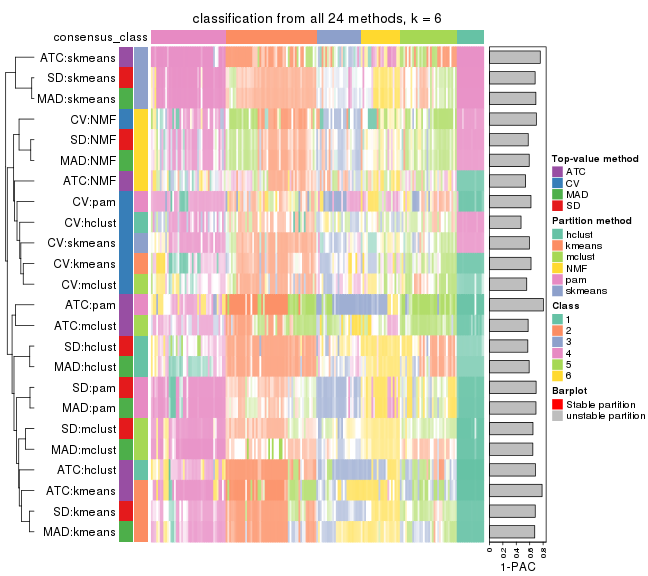 classification from all 24 methods, k = 6
consensus_class
ATC:skmeans
SD:skmeans
MAD:skmeans
CV:NMF
SD:NMF
MAD:NMF
ATC:NMF
CV:pam
CV:hclust
CV:skmeans
CV:kmeans
CV:mclust
ATC:pam
ATC:mclust
SD:hclust
MAD:hclust
SD:pam
MAD:pam
SD:mclust
MAD:mclust
ATC:hclust
ATC:kmeans
SD:kmeans
MAD:kmeans
0
0.2
0.4
0.6
0.8
1-PAC
Top-value method
ATC
CV
MAD
SD
Partition method
hclust
kmeans
mclust
NMF
pam
skmeans
Class
1
2
3
4
5
6
Barplot
Stable partition
unstable partition